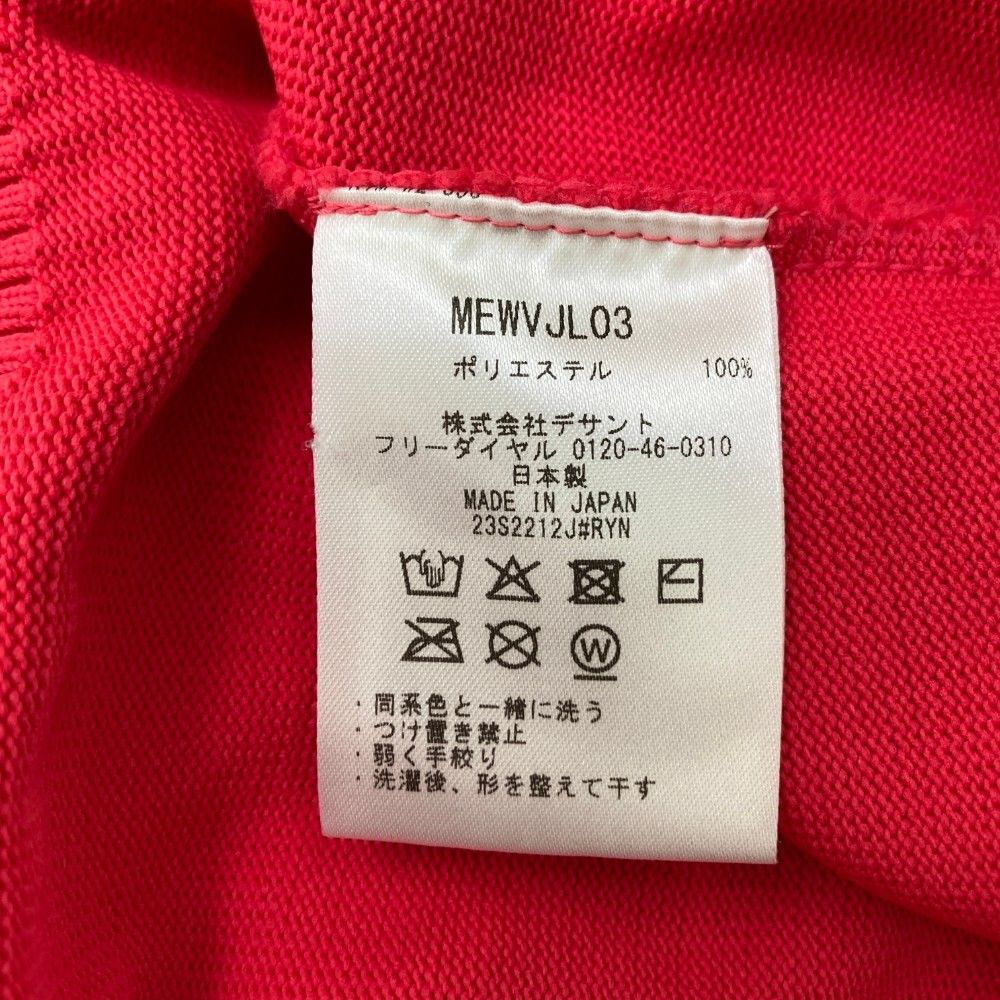 MEWVJL03
ポリエステル 100%
株式会社デサント
フリーダイヤル 0120-46-0310
日本製
MADE IN JAPAN
23S2212J#RYN
W
・同系色と一緒に洗う
・つけ置き禁止
・弱く手絞り
・洗濯後、形を整えて干す